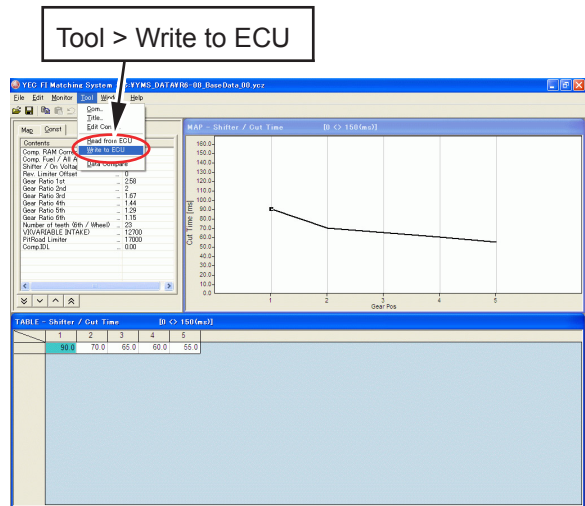 Tool > Write to ECU
YEC FI Matching System
¥YMS_DATA¥R6-08_BaseData_00.ycz
File Edit Monitor Tool Help
Com..
Title..
Edit Con
Read from ECU
Write to ECU
Data Compare
Map Const
Contents
Comp. RAM Corre
Comp. Fuel / All A
Shifter / On Voltag
Rev. Limiter Offset .. 0
Gear Ratio 1st .. 2.58
Gear Ratio 2nd .. 2
Gear Ratio 3rd .. 1.67
Gear Ratio 4th .. 1.44
Gear Ratio 5th .. 1.29
Gear Ratio 6th .. 1.15
Number of teeth (6th / Wheel) .. 23
VI(VARIABLE INTAKE) .. 12700
PitRoad Limiter .. 17000
Comp.IDL .. 0.00
MAP - Shifter / Cut Time [0 <> 150(ms)]
Cut Time [ms]
160.0
150.0
140.0
130.0
120.0
110.0
100.0
90.0
80.0
70.0
60.0
50.0
40.0
30.0
20.0
10.0
0.0
1 2 3 4 5
Gear Pos
TABLE - Shifter / Cut Time [0 <> 150(ms)]
1 2 3 4 5
90.0 70.0 65.0 60.0 55.0